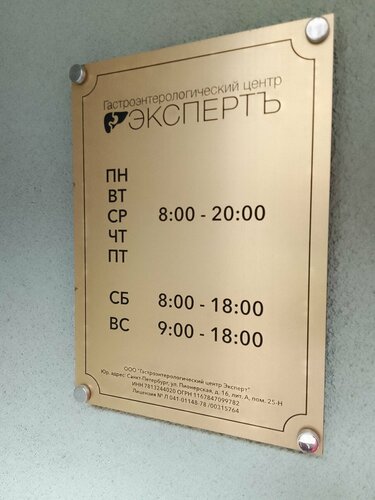 Гастроэнтерологический центр
ЭКСПЕРТЪ
ПН
ВТ
СР 8:00 - 20:00
ЧТ
ПТ
СБ 8:00 - 18:00
ВС 9:00 - 18:00
ООО "Гастроэнтерологический центр Эксперт"
Юр. адрес: Санкт-Петербург, ул. Пионерская, д. 16, лит. А, пом. 25-Н
ИНН 7813244020 ОГРН 1167847099782
Лицензия № Л 041-01148-78 /00315764